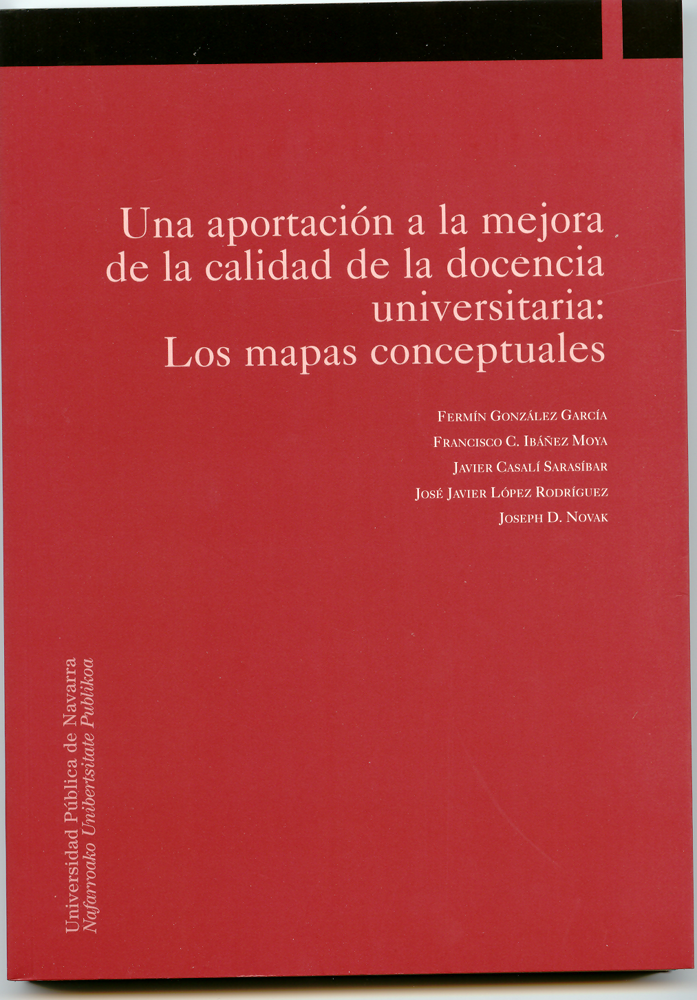 Una aportación a la mejora
de la calidad de la docencia
universitaria:
Los mapas conceptuales
Fermín González García
Francisco C. Ibáñez Moya
Javier Casalí Sarasíbar
José Javier López Rodríguez
Joseph D. Novak
Universidad Pública de Navarra
Nafarroako Unibertsitate Publikoa